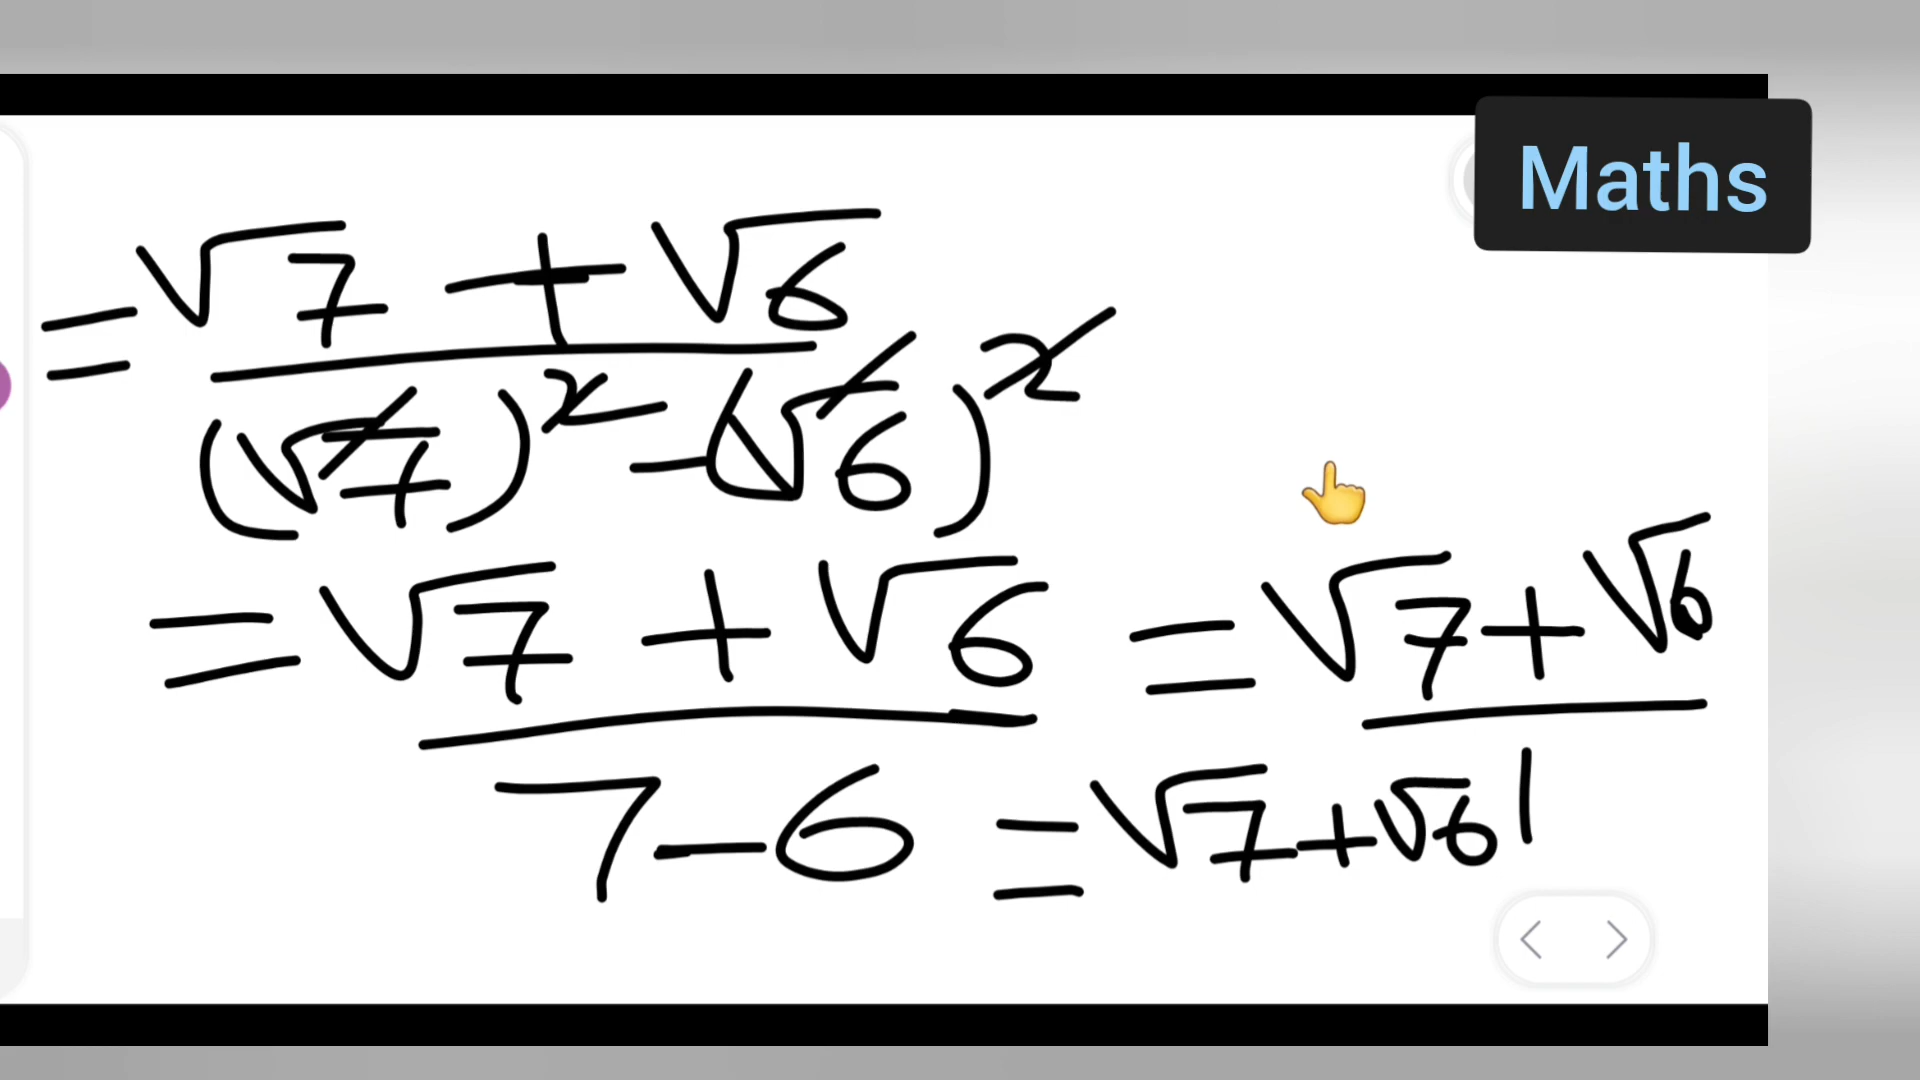 Maths
= √7 + √6
(√7)² - (√6)²
= √7 + √6 = √7 + √6
7 - 6 1
= √7 + √6